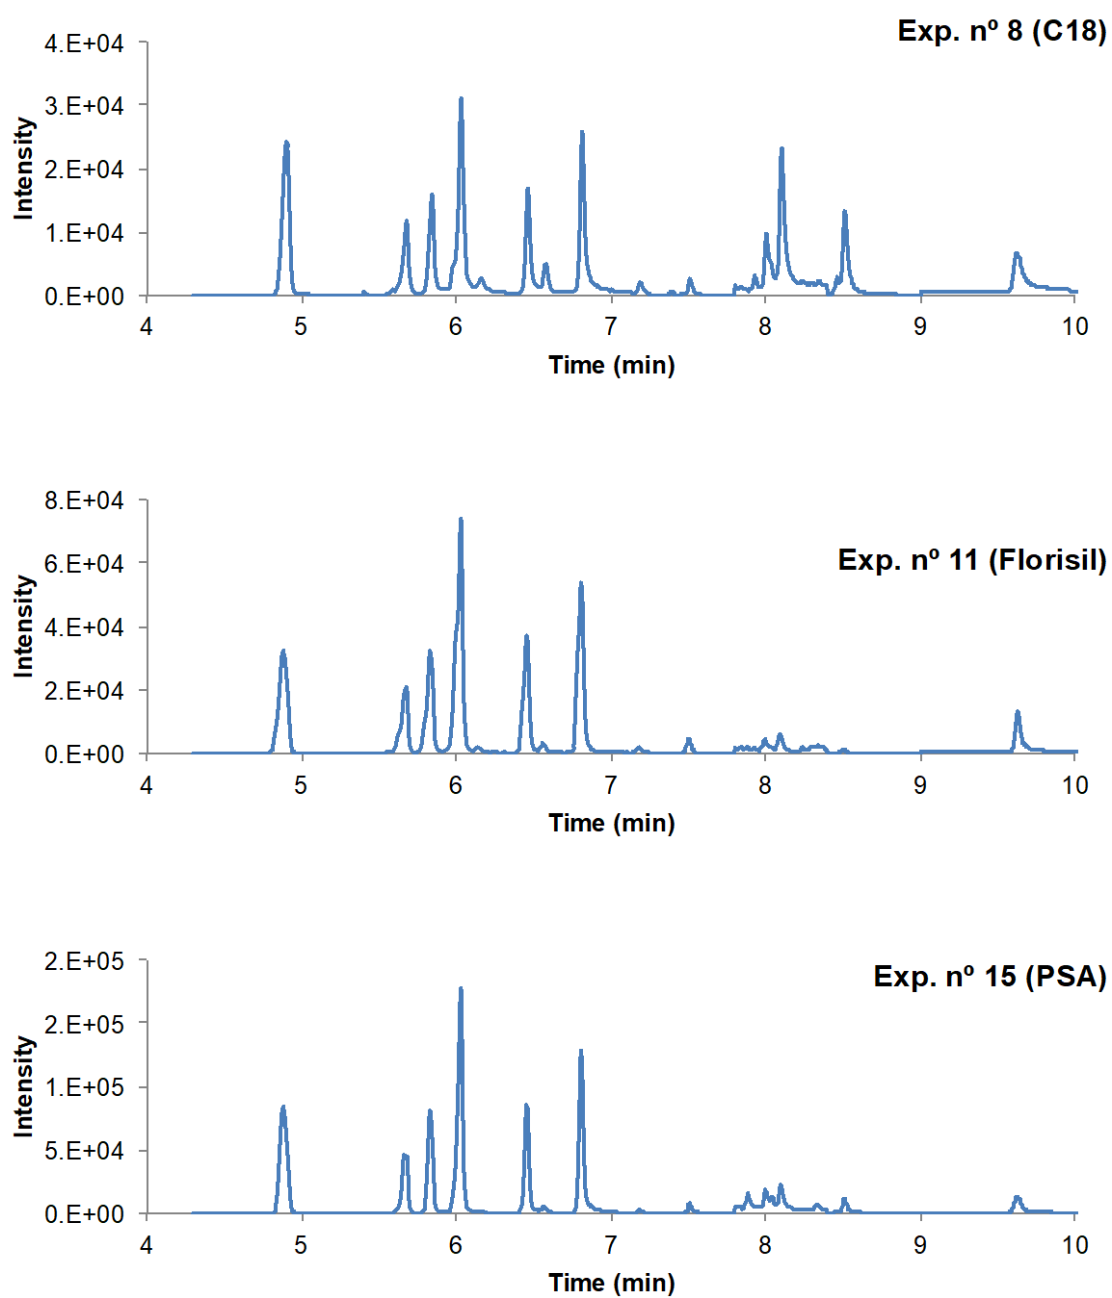 Exp. nº 8 (C18)
4.E+04
3.E+04
2.E+04
1.E+04
0.E+00
Intensity
4 5 6 7 8 9 10
Time (min)
Exp. nº 11 (Florisil)
8.E+04
6.E+04
4.E+04
2.E+04
0.E+00
Intensity
4 5 6 7 8 9 10
Time (min)
Exp. nº 15 (PSA)
2.E+05
2.E+05
1.E+05
5.E+04
0.E+00
Intensity
4 5 6 7 8 9 10
Time (min)